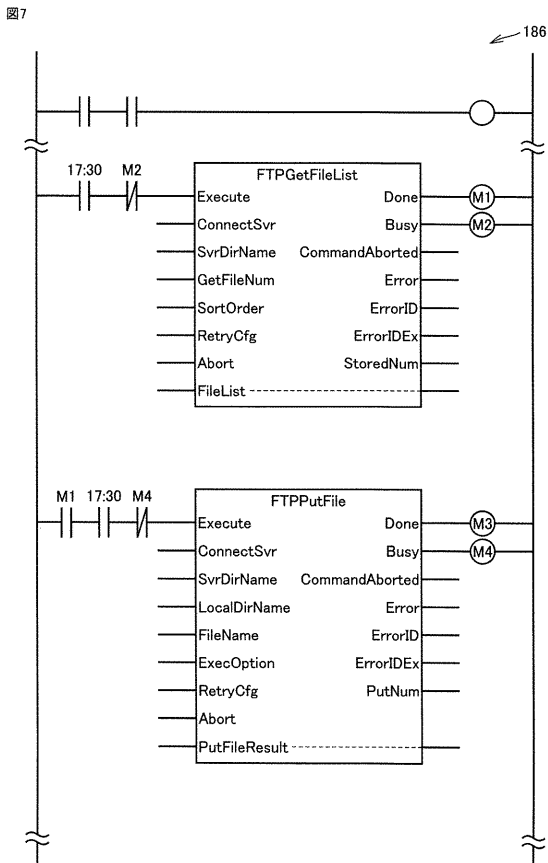 図7
186
17:30 M2
FTPGetFileList
Execute Done M1
ConnectSvr Busy M2
SvrDirName CommandAborted
GetFileNum Error
SortOrder ErrorID
RetryCfg ErrorIDEx
Abort StoredNum
FileList
M1 17:30 M4
FTPPutFile
Execute Done M3
ConnectSvr Busy M4
SvrDirName CommandAborted
LocalDirName Error
FileName ErrorID
ExecOption ErrorIDEx
RetryCfg PutNum
Abort
PutFileResult